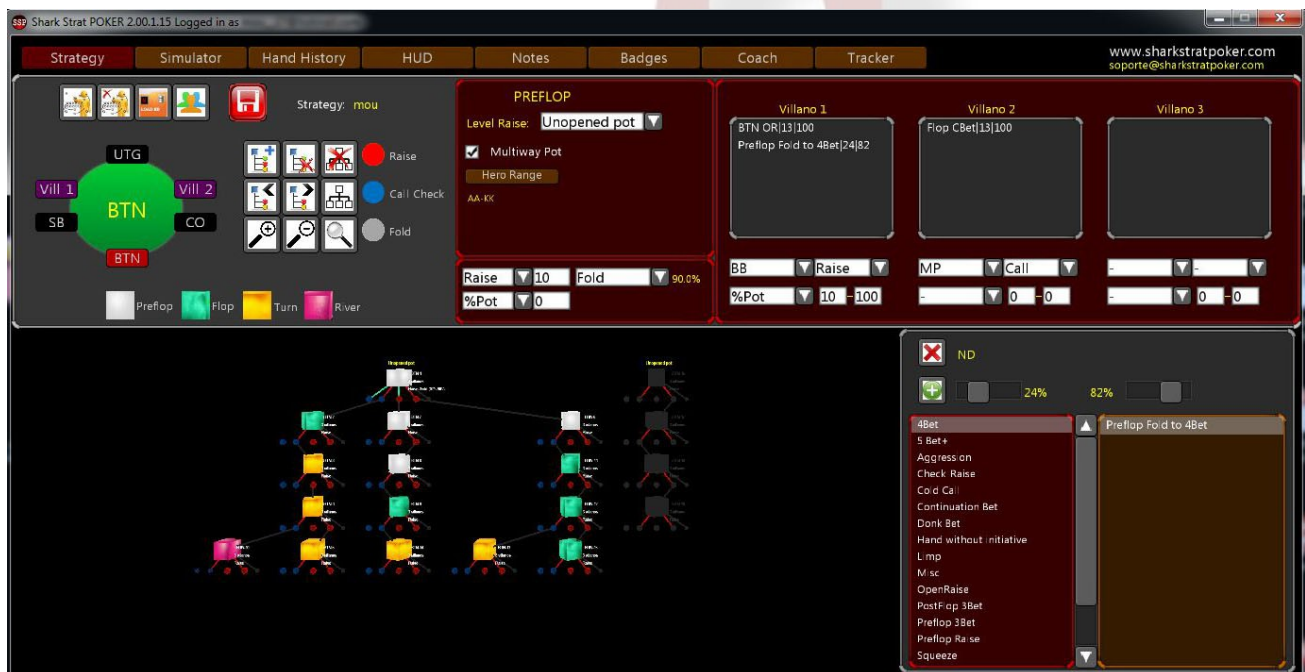 Shark Strat POKER 2.00.1.15 Logged in as
Strategy Simulator Hand History HUD Notes Badges Coach Tracker
www.sharkstratpoker.com
soporte@sharkstratpoker.com
Strategy: mou
UTG
Vill 1 Vill 2
BTN
SB CO
BTN
Raise
Call Check
Fold
Preflop Flop Turn River
PREFLOP
Level Raise: Unopened pot
Multiway Pot
Hero Range
AA-KK
Raise 10 Fold 90.0%
%Pot 0
Villano 1 Villano 2 Villano 3
BTN OR|13|100
Preflop Fold to 4Bet|24|82
Flop CBet|13|100
BB Raise MP Call - -
%Pot 10 - 100 - 0 - 0 - 0 - 0
Unopened pot Unopened pot
ND
24% 82%
4Bet
5 Bet+
Aggression
Check Raise
Cold Call
Continuation Bet
Donk Bet
Hand without initiative
Limp
Misc
OpenRaise
PostFlop 3Bet
Preflop 3Bet
Preflop Raise
Squeeze
Preflop Fold to 4Bet